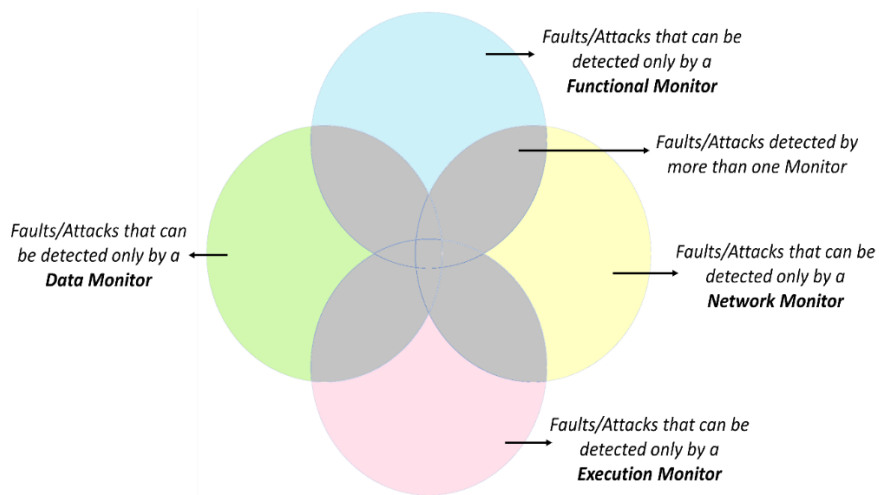 Faults/Attacks that can be
detected only by a
Functional Monitor
Faults/Attacks detected by
more than one Monitor
Faults/Attacks that can
be detected only by a
Data Monitor
Faults/Attacks that can be
detected only by a
Network Monitor
Faults/Attacks that can be
detected only by a
Execution Monitor